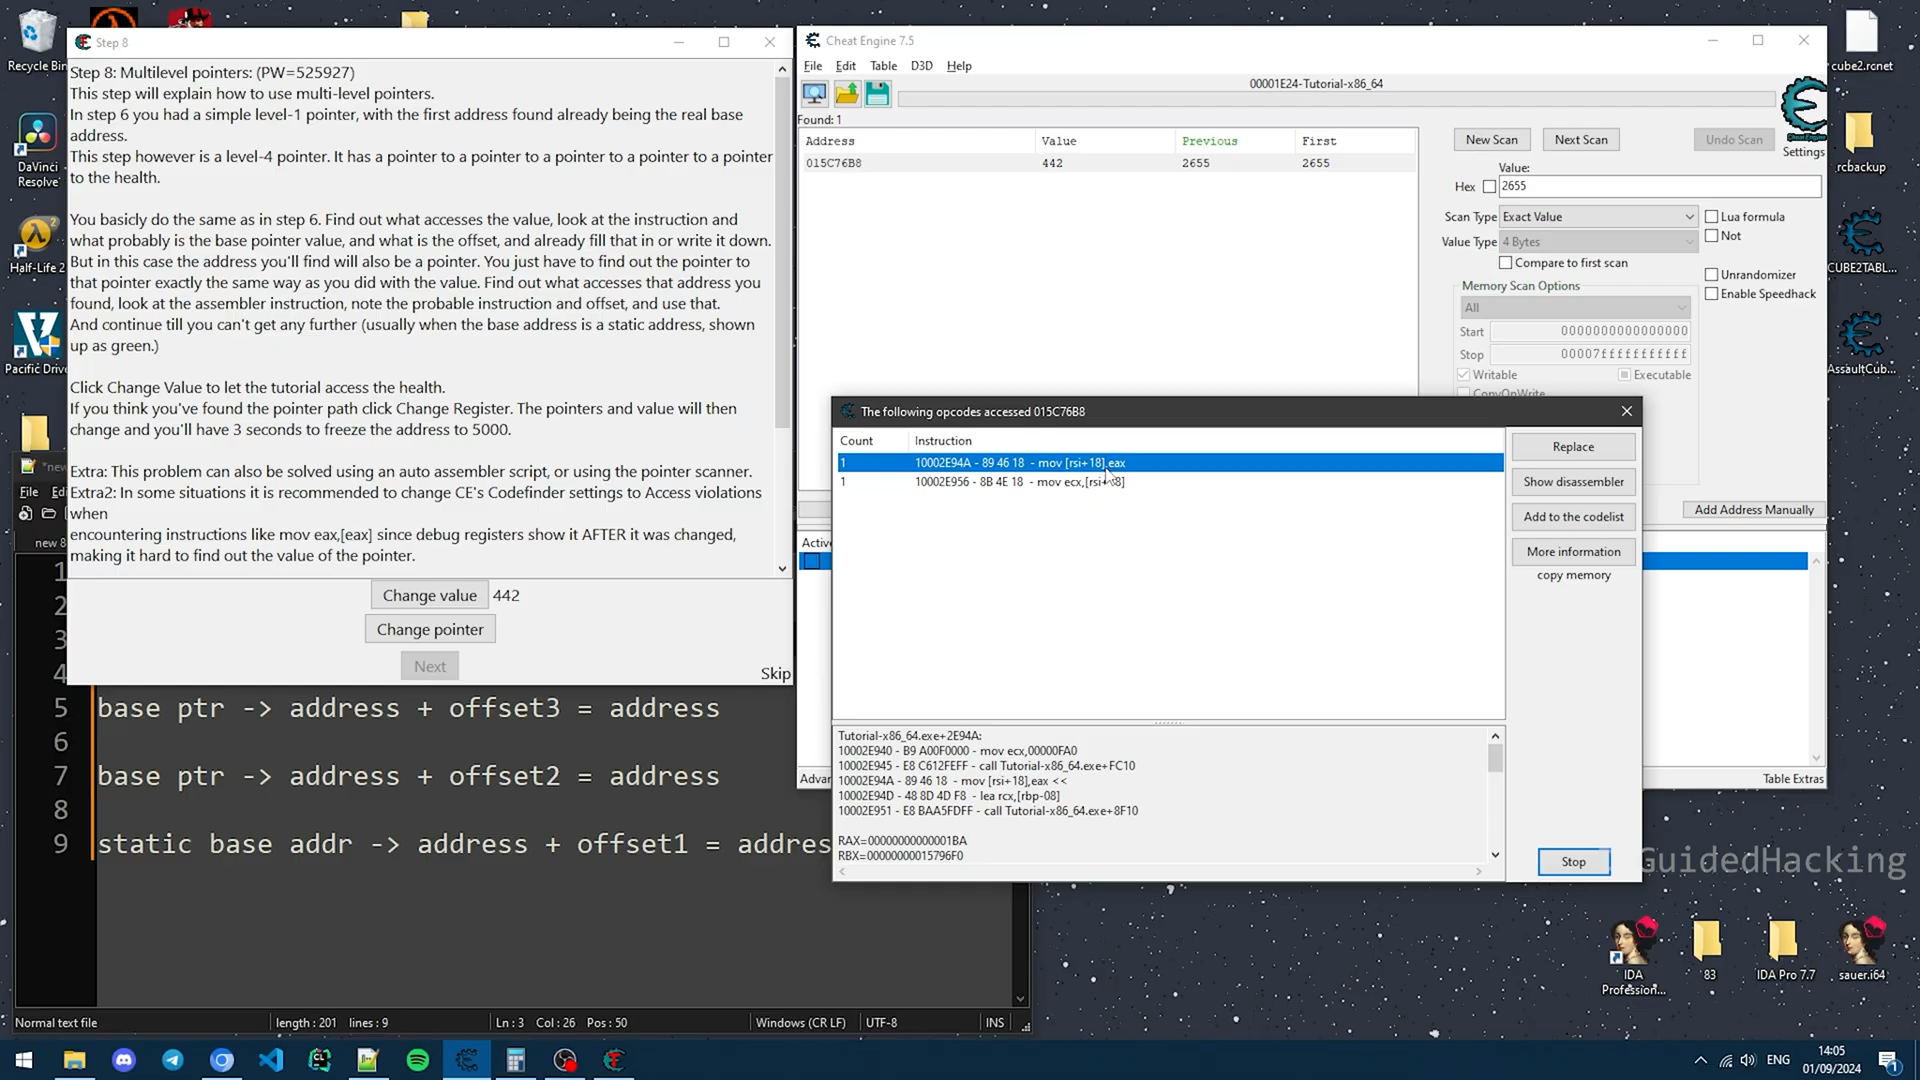 Recycle Bin
DaVinci
Resolve
Half-Life 2
Pacific Drive
Step 8
Step 8: Multilevel pointers: (PW=525927)
This step will explain how to use multi-level pointers.
In step 6 you had a simple level-1 pointer, with the first address found already being the real base
address.
This step however is a level-4 pointer. It has a pointer to a pointer to a pointer to a pointer to a pointer
to the health.
You basicly do the same as in step 6. Find out what accesses the value, look at the instruction and
what probably is the base pointer value, and what is the offset, and already fill that in or write it down.
But in this case the address you'll find will also be a pointer. You just have to find out the pointer to
that pointer exactly the same way as you did with the value. Find out what accesses that address you
found, look at the assembler instruction, note the probable instruction and offset, and use that.
And continue till you can't get any further (usually when the base address is a static address, shown
up as green.)
Click Change Value to let the tutorial access the health.
If you think you've found the pointer path click Change Register. The pointers and value will then
change and you'll have 3 seconds to freeze the address to 5000.
Extra: This problem can also be solved using an auto assembler script, or using the pointer scanner.
Extra2: In some situations it is recommended to change CE's Codefinder settings to Access violations
when
encountering instructions like mov eax,[eax] since debug registers show it AFTER it was changed,
making it hard to find out the value of the pointer.
Change value 442
Change pointer
Next
Skip
*new
File Ed
new 8
1
2
3
4
5 base ptr -> address + offset3 = address
6
7 base ptr -> address + offset2 = address
8
9 static base addr -> address + offset1 = addres
Normal text file length : 201 lines : 9 Ln : 3 Col : 26 Pos : 50 Windows (CR LF) UTF-8 INS
Cheat Engine 7.5
File Edit Table D3D Help
00001E24-Tutorial-x86_64
Found: 1
Address Value Previous First
015C76B8 442 2655 2655
New Scan Next Scan Undo Scan
Cheat Engine
Settings
Value:
Hex 2655
Scan Type Exact Value
Value Type 4 Bytes
Compare to first scan
Lua formula
Not
Unrandomizer
Enable Speedhack
Memory Scan Options
All
Start 0000000000000000
Stop 00007fffffffffff
Writable Executable
CopyOnWrite
Add Address Manually
Active
Advan
Table Extras
The following opcodes accessed 015C76B8
Count Instruction
1 10002E94A - 89 46 18 - mov [rsi+18],eax
1 10002E956 - 8B 4E 18 - mov ecx,[rsi+18]
Replace
Show disassembler
Add to the codelist
More information
copy memory
Tutorial-x86_64.exe+2E94A:
10002E940 - B9 A00F0000 - mov ecx,00000FA0
10002E945 - E8 C612FEFF - call Tutorial-x86_64.exe+FC10
10002E94A - 89 46 18 - mov [rsi+18],eax <<
10002E94D - 48 8D 4D F8 - lea rcx,[rbp-08]
10002E951 - E8 BAA5FDFF - call Tutorial-x86_64.exe+8F10
RAX=00000000000001BA
RBX=00000000015796F0
Stop
cube2.rcnet
rcbackup
CUBE2TABL...
AssaultCub...
GuidedHacking
IDA
Profession...
83
IDA Pro 7.7
sauer.i64
ENG
14:05
01/09/2024
1